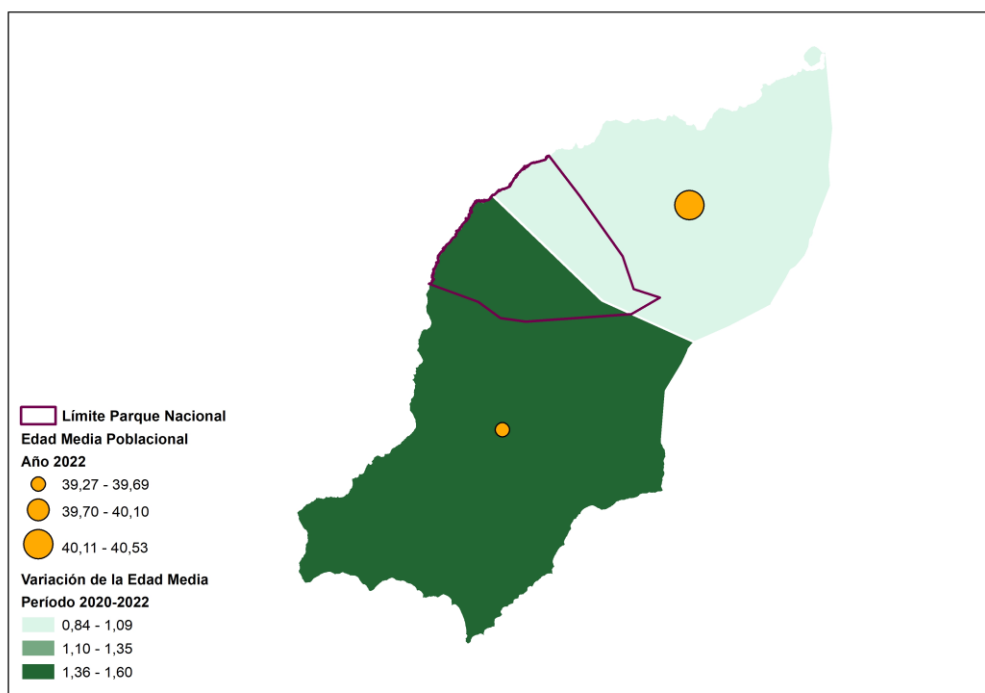 Límite Parque Nacional
Edad Media Poblacional
Año 2022
39,27 - 39,69
39,70 - 40,10
40,11 - 40,53
Variación de la Edad Media
Período 2020-2022
0,84 - 1,09
1,10 - 1,35
1,36 - 1,60